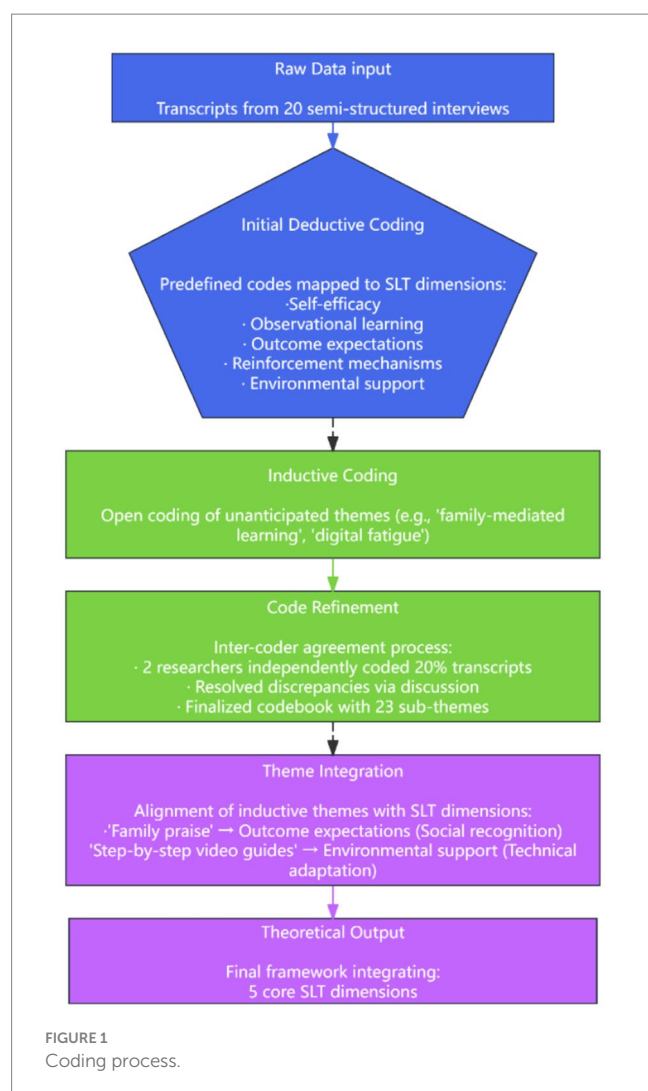 Raw Data input
Transcripts from 20 semi-structured interviews
Initial Deductive Coding
Predefined codes mapped to SLT dimensions:
·Self-efficacy
· Observational learning
· Outcome expectations
· Reinforcement mechanisms
· Environmental support
Inductive Coding
Open coding of unanticipated themes (e.g., 'family-mediated
learning', 'digital fatigue')
Code Refinement
Inter-coder agreement process:
· 2 researchers independently coded 20% transcripts
· Resolved discrepancies via discussion
· Finalized codebook with 23 sub-themes
Theme Integration
Alignment of inductive themes with SLT dimensions:
·'Family praise' → Outcome expectations (Social recognition)
'Step-by-step video guides' → Environmental support (Technical
adaptation)
Theoretical Output
Final framework integrating:
5 core SLT dimensions
FIGURE 1
Coding process.